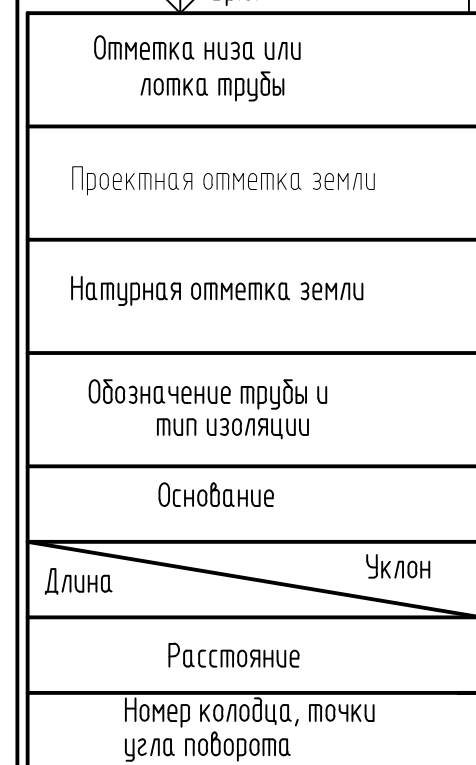 Отметка низа или
лотка трубы
Проектная отметка земли
Натурная отметка земли
Обозначение трубы и
тип изоляции
Основание
Уклон
Длина
Расстояние
Номер колодца, точки
угла поворота